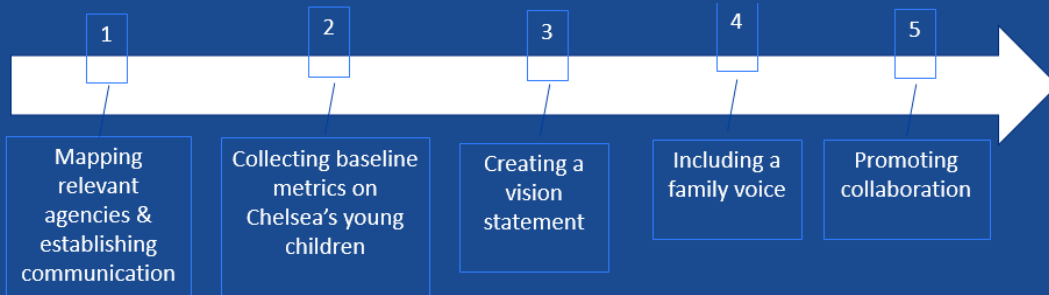 1
2
3
4
5
Mapping
relevant
agencies &
establishing
communication
Collecting baseline
metrics on
Chelsea’s young
children
Creating a
vision
statement
Including a
family voice
Promoting
collaboration